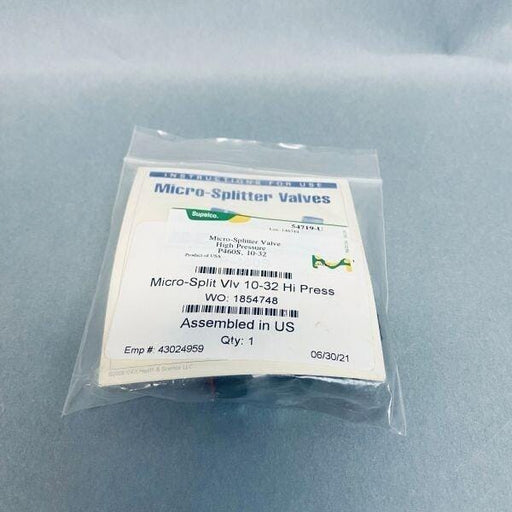 INSTRUCTIONS FOR USE
Micro-Splitter Valves
Supelco.
54719-U
Micro-Splitter Valve
High Pressure
P460S, 10-32
Product of USA
Micro-Split Vlv 10-32 Hi Press
WO: 1854748
Assembled in US
Qty: 1
Emp #: 43024959
06/30/21